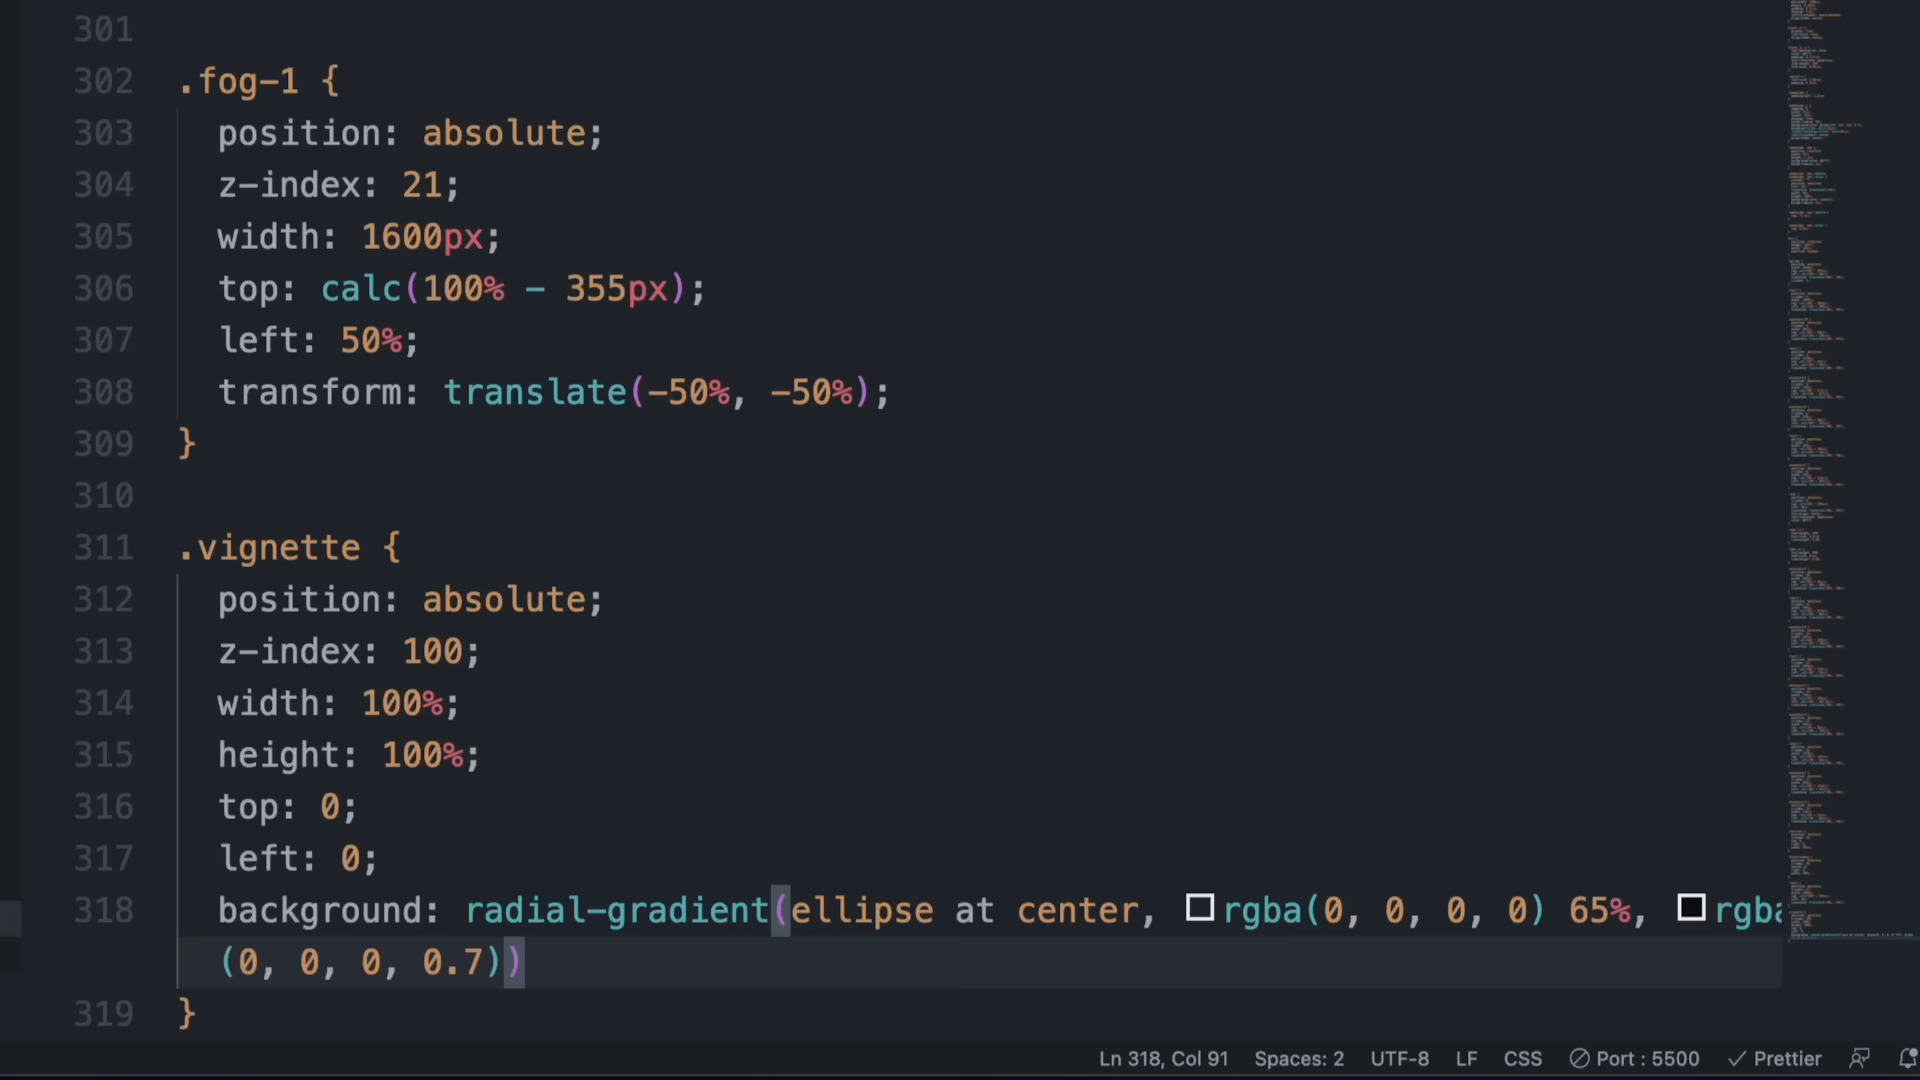 301
302 .fog-1 {
303 position: absolute;
304 z-index: 21;
305 width: 1600px;
306 top: calc(100% - 355px);
307 left: 50%;
308 transform: translate(-50%, -50%);
309 }
310
311 .vignette {
312 position: absolute;
313 z-index: 100;
314 width: 100%;
315 height: 100%;
316 top: 0;
317 left: 0;
318 background: radial-gradient(ellipse at center, rgba(0, 0, 0, 0) 65%, rgba
(0, 0, 0, 0.7))
319 }
Ln 318, Col 91 Spaces: 2 UTF-8 LF CSS Port : 5500 Prettier